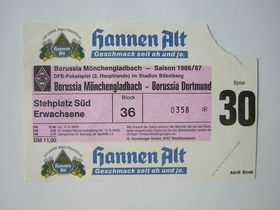 Hannen Alt
Geschmack seit eh und je.
Borussia Mönchengladbach – Saison 1986/87
DFB-Pokalspiel (2. Hauptrunde) im Stadion Bökelberg
Borussia Mönchengladbach - Borussia Dortmund
Spiel
30
Stehplatz Süd
Erwachsene
Block
36
0358 *
DM 11,00
Abriß Block
Hannen Alt
Geschmack seit eh und je.